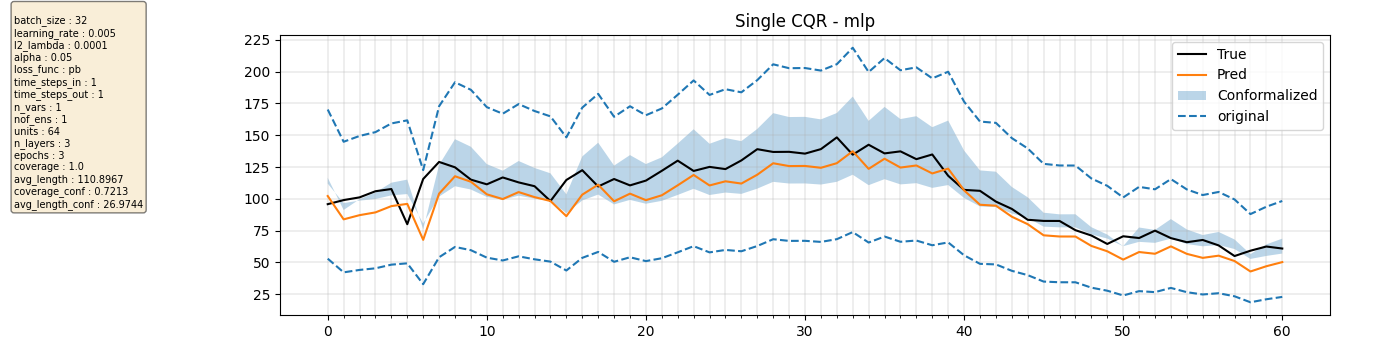 batch_size : 32
learning_rate : 0.005
l2_lambda : 0.0001
alpha : 0.05
loss_func : pb
time_steps_in : 1
time_steps_out : 1
n_vars : 1
nof_ens : 1
units : 64
n_layers : 3
epochs : 3
coverage : 1.0
avg_length : 110.8967
coverage_conf : 0.7213
avg_length_conf : 26.9744
Single CQR - mlp
225
200
175
150
125
100
75
50
25
0 10 20 30 40 50 60
True
Pred
Conformalized
original